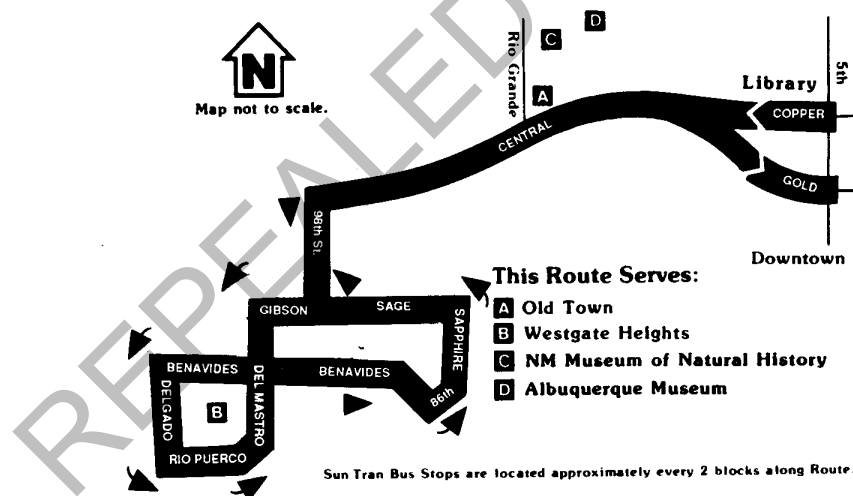 N
Map not to scale.
Rio Grande
D
C
A
Library
5th
COPPER
CENTRAL
GOLD
Downtown
98th St.
GIBSON
SAGE
SAPPHIRE
BENAVIDES
BENAVIDES
DEL MASTRO
86th
DELGADO
B
RIO PUERCO
This Route Serves:
A Old Town
B Westgate Heights
C NM Museum of Natural History
D Albuquerque Museum
Sun Tran Bus Stops are located approximately every 2 blocks along Route.
REPEALED